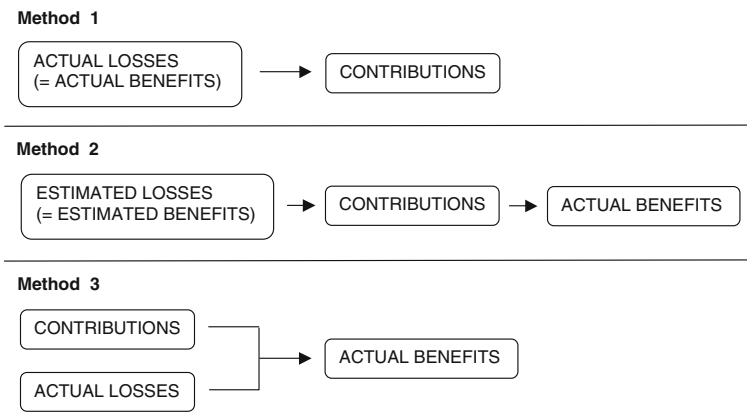 Method 1
ACTUAL LOSSES
(= ACTUAL BENEFITS)
CONTRIBUTIONS
Method 2
ESTIMATED LOSSES
(= ESTIMATED BENEFITS)
CONTRIBUTIONS
ACTUAL BENEFITS
Method 3
CONTRIBUTIONS
ACTUAL LOSSES
ACTUAL BENEFITS